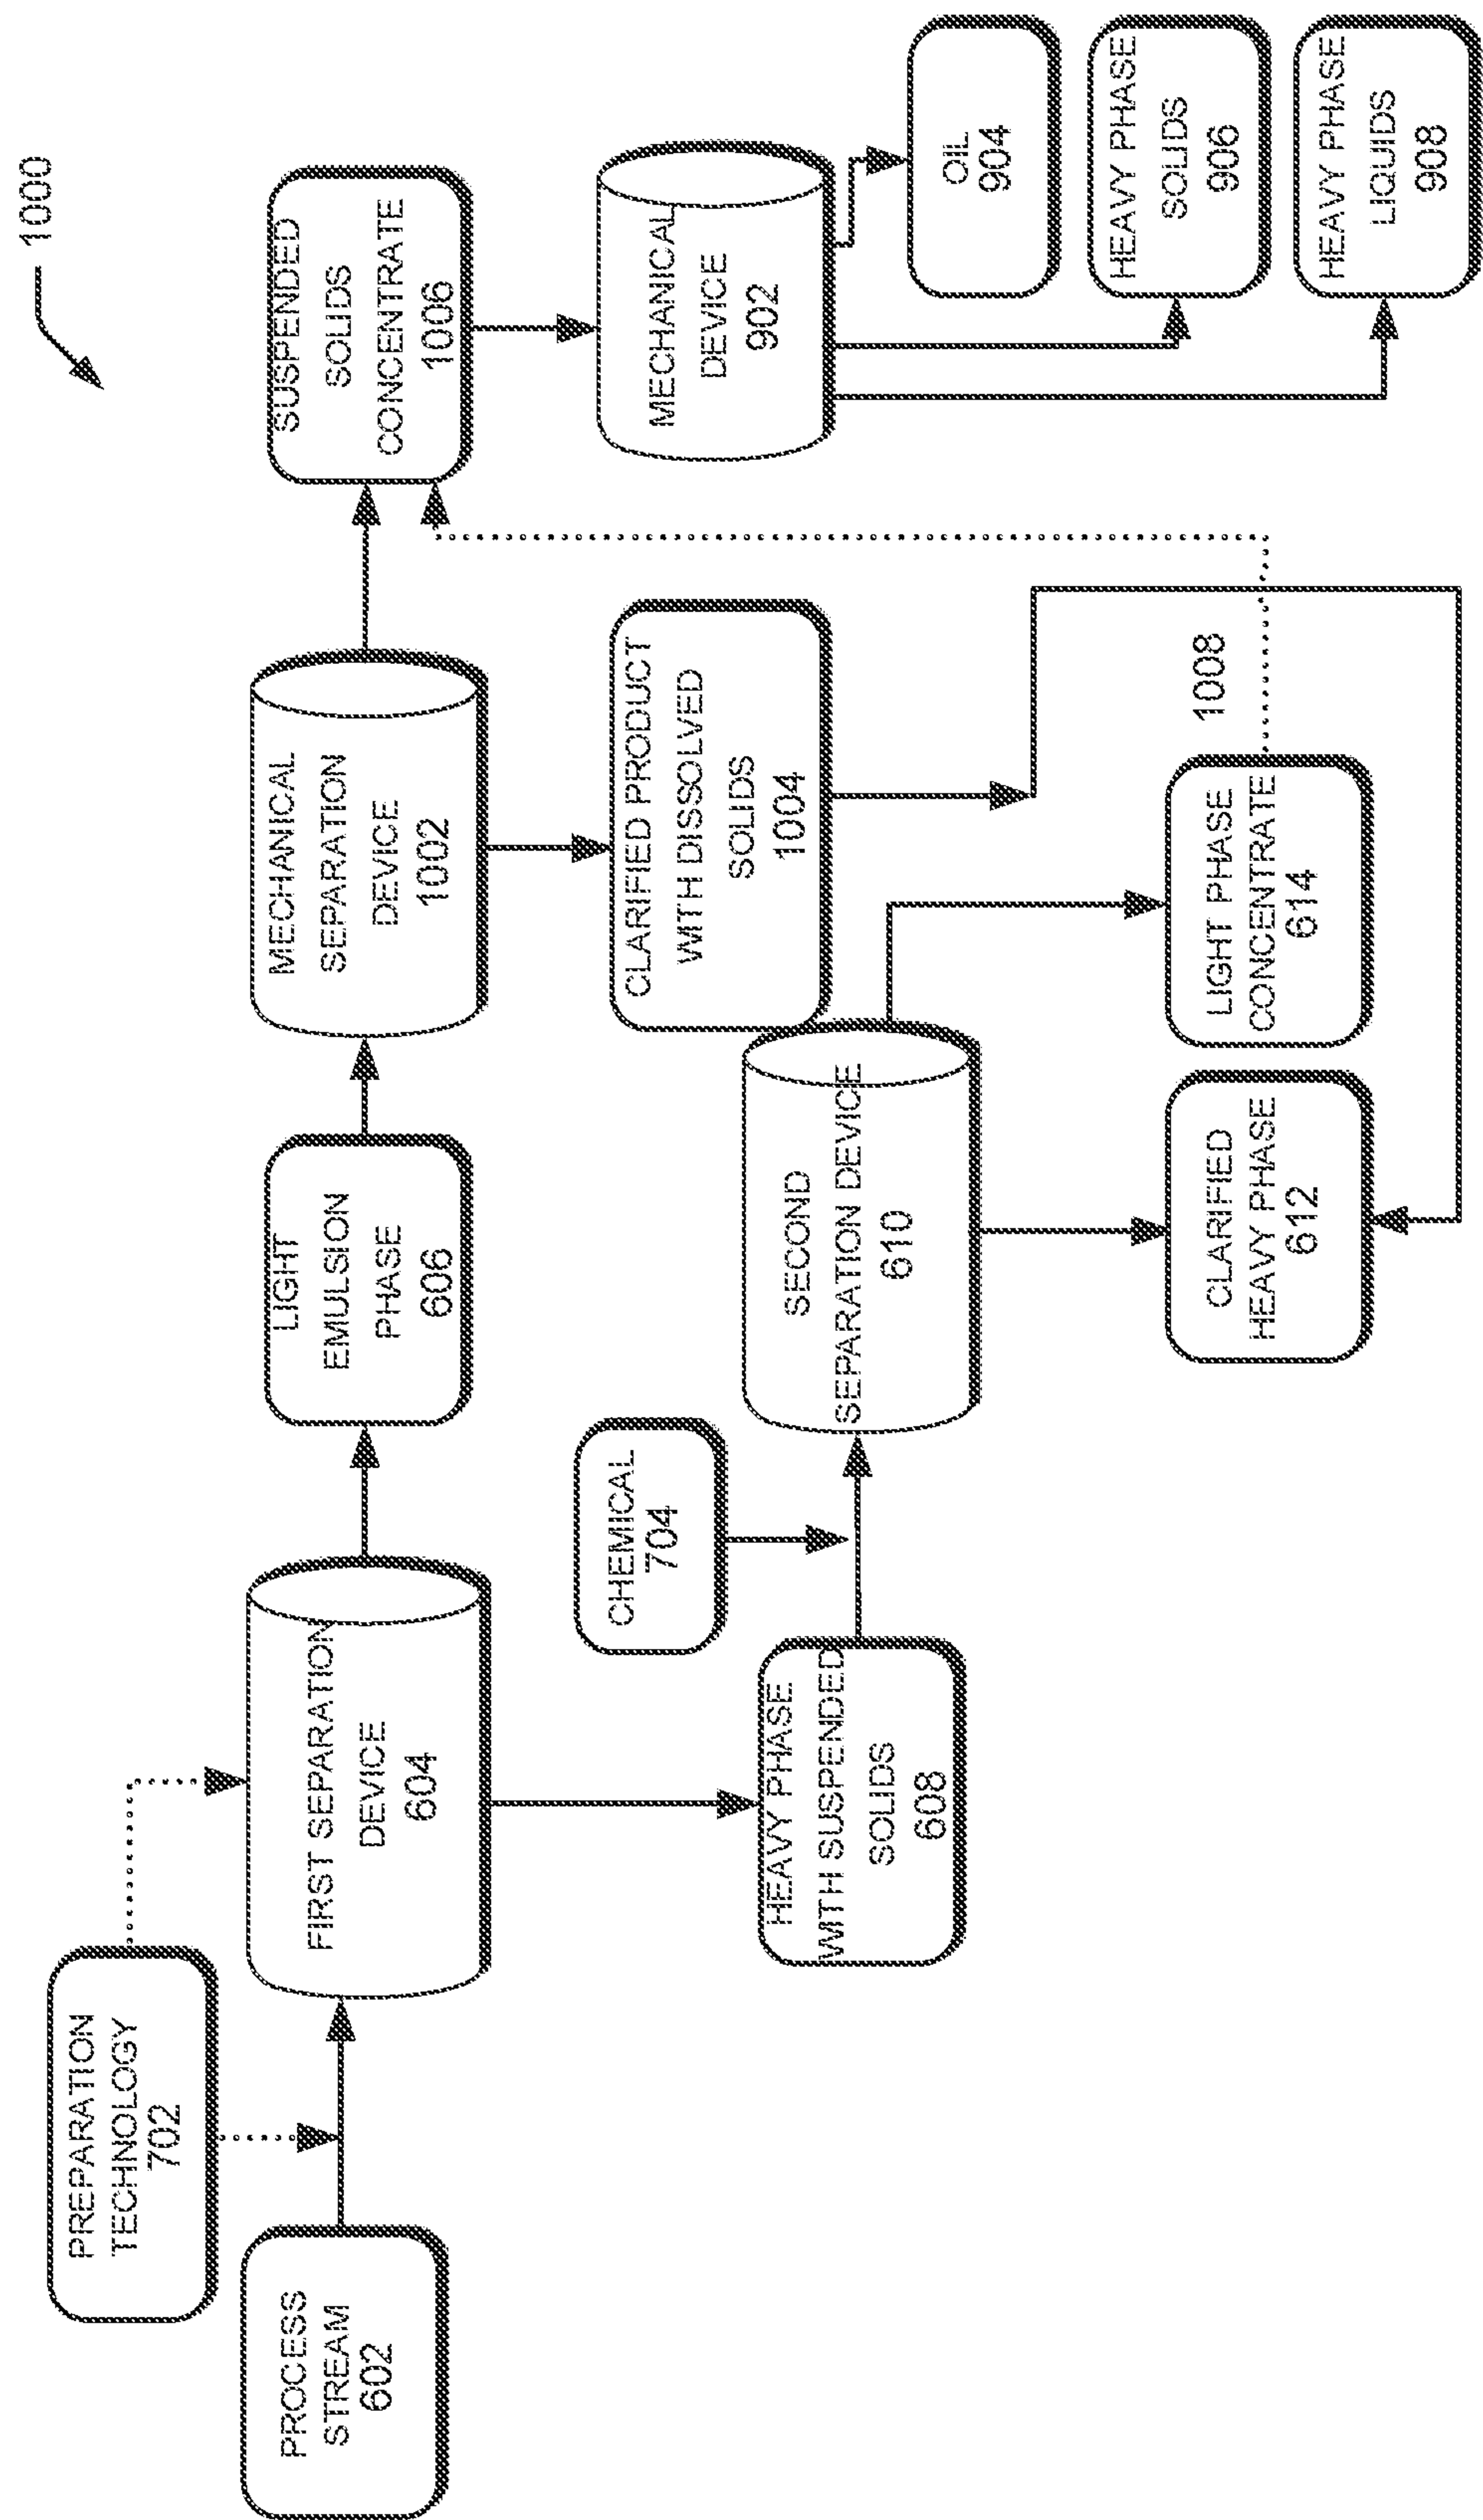 1000
PREPARATION
TECHNOLOGY
702
PROCESS
STREAM
602
FIRST SEPARATION
DEVICE
604
LIGHT
EMULSION
PHASE
606
MECHANICAL
SEPARATION
DEVICE
1002
SUSPENDED
SOLIDS
CONCENTRATE
1006
CHEMICAL
704
HEAVY PHASE
WITH SUSPENDED
SOLIDS
608
SECOND
SEPARATION DEVICE
610
CLARIFIED PRODUCT
WITH DISSOLVED
SOLIDS
1004
MECHANICAL
DEVICE
902
CLARIFIED
HEAVY PHASE
612
LIGHT PHASE
CONCENTRATE
614
1008
OIL
904
HEAVY PHASE
SOLIDS
906
HEAVY PHASE
LIQUIDS
908